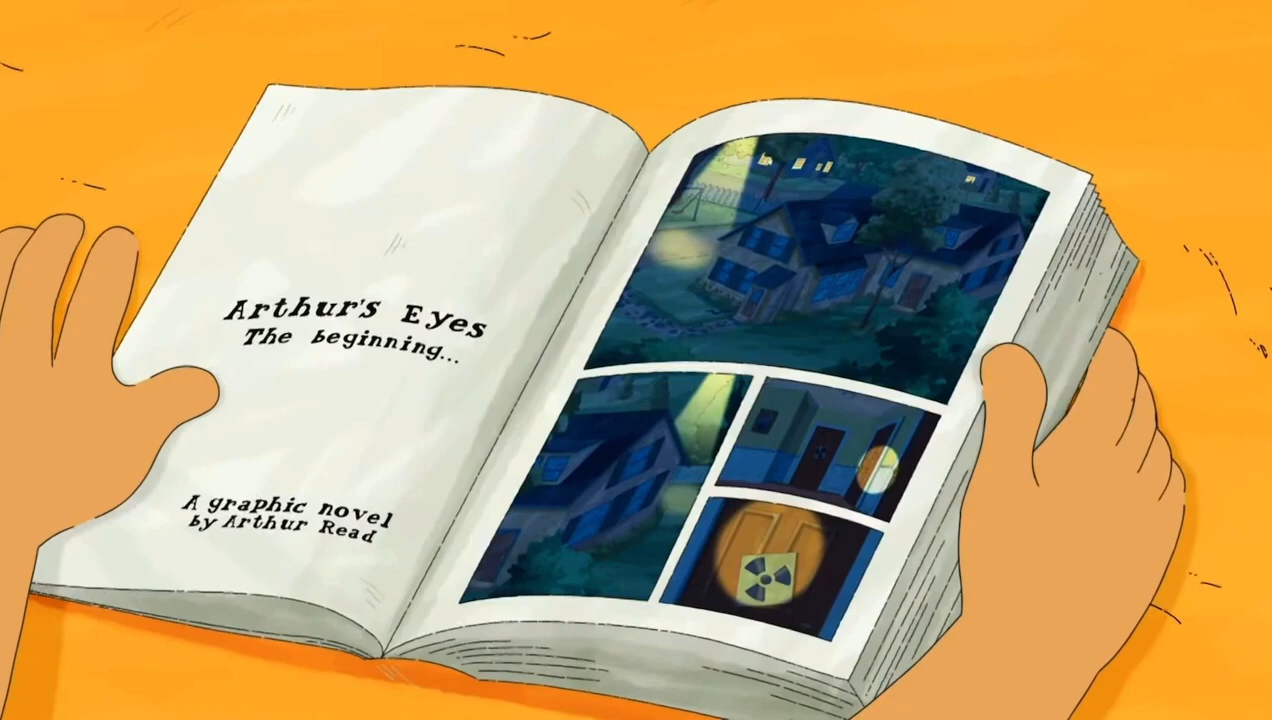 Arthur's Eyes
The beginning...
A graphic novel
by Arthur Read